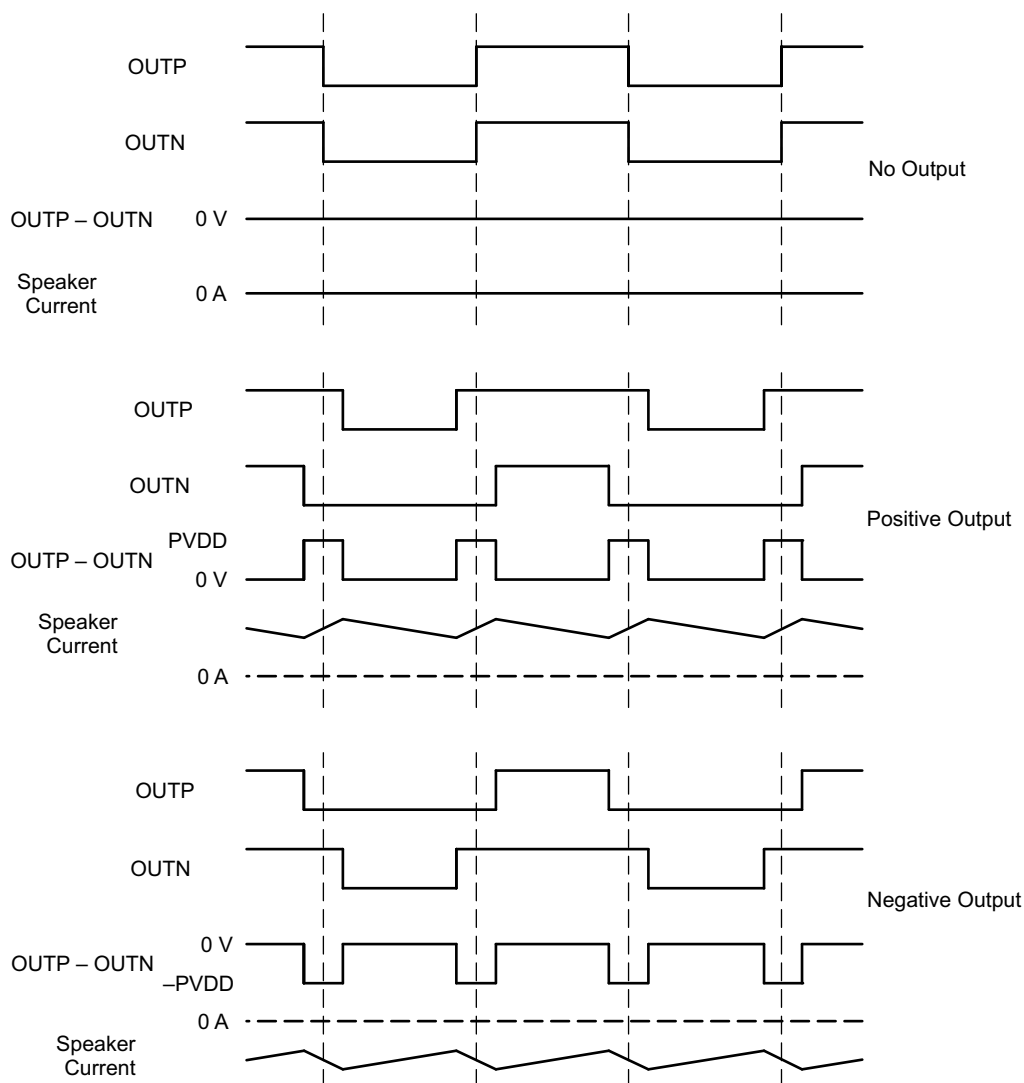 OUTP
OUTN
No Output
OUTP – OUTN 0 V
Speaker
Current
0 A
OUTP
OUTN
Positive Output
PVDD
OUTP – OUTN
0 V
Speaker
Current
0 A
OUTP
OUTN
Negative Output
0 V
OUTP – OUTN
–PVDD
0 A
Speaker
Current